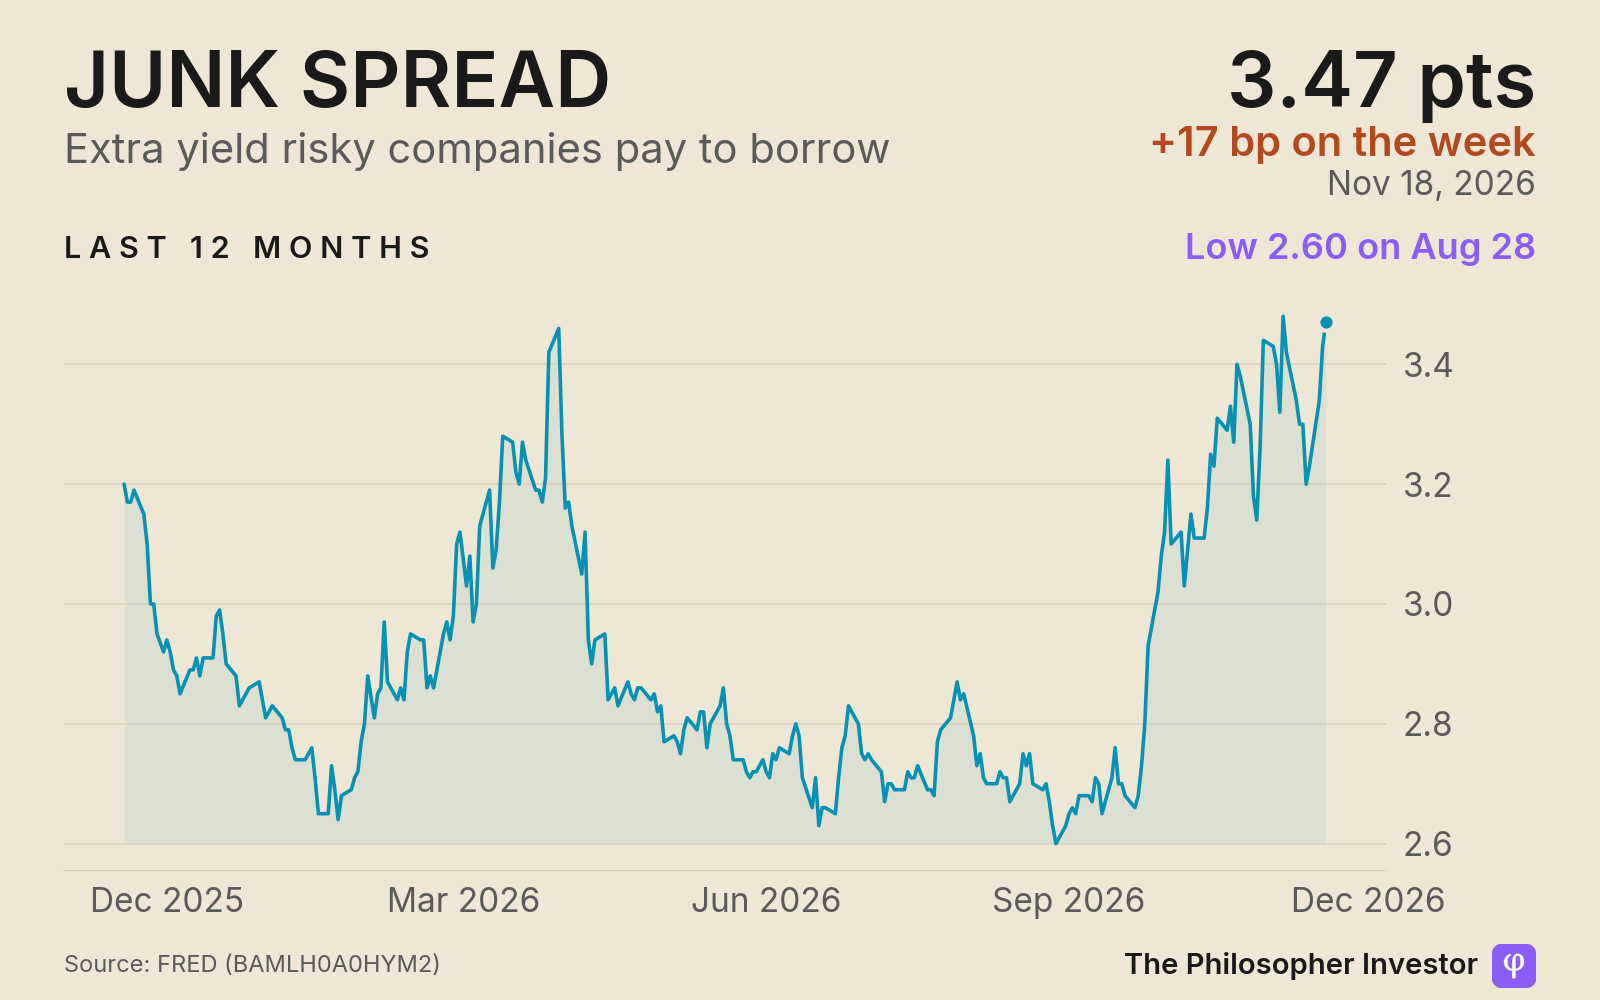 JUNK SPREAD
3.47 pts
Extra yield risky companies pay to borrow
+17 bp on the week
Nov 18, 2026
LAST 12 MONTHS
Low 2.60 on Aug 28
3.4
3.2
3.0
2.8
2.6
Dec 2025
Mar 2026
Jun 2026
Sep 2026
Dec 2026
Source: FRED (BAMLH0A0HYM2)
The Philosopher Investor φ